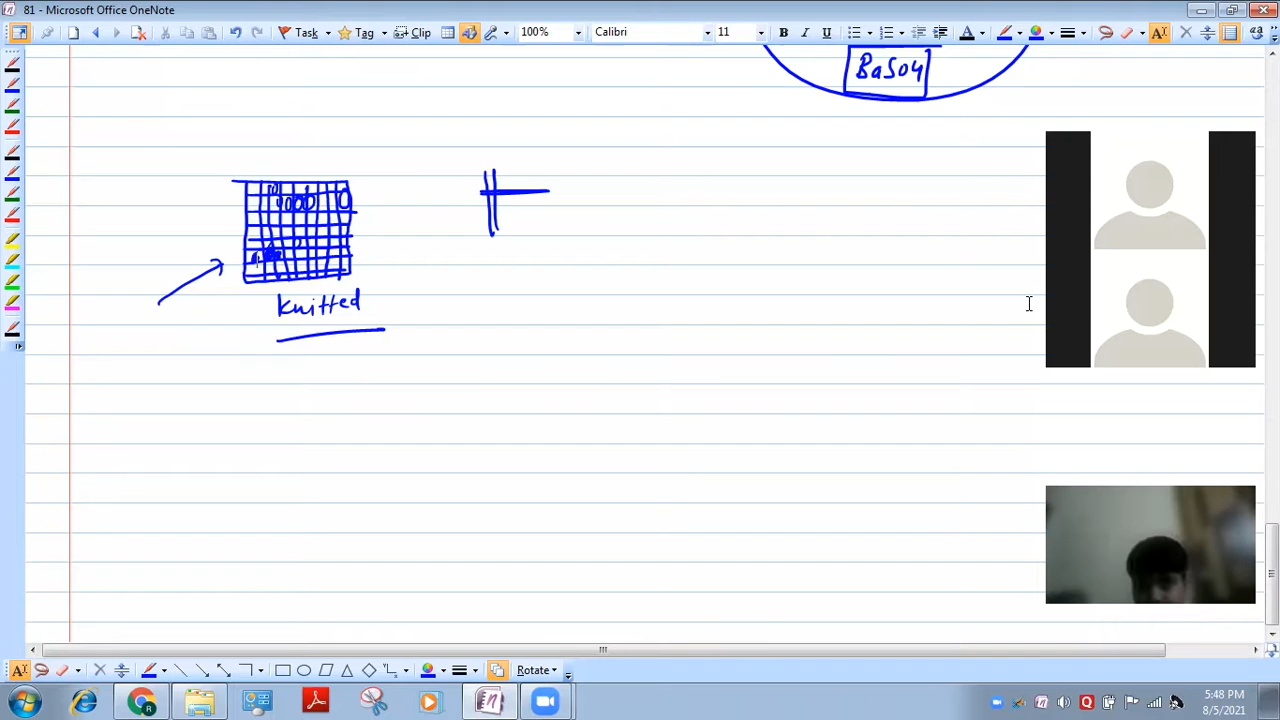 81 - Microsoft Office OneNote
Task Tag Clip 100% Calibri 11 B I U A
BaSO4
Knitted
A Rotate
5:48 PM
8/5/2021